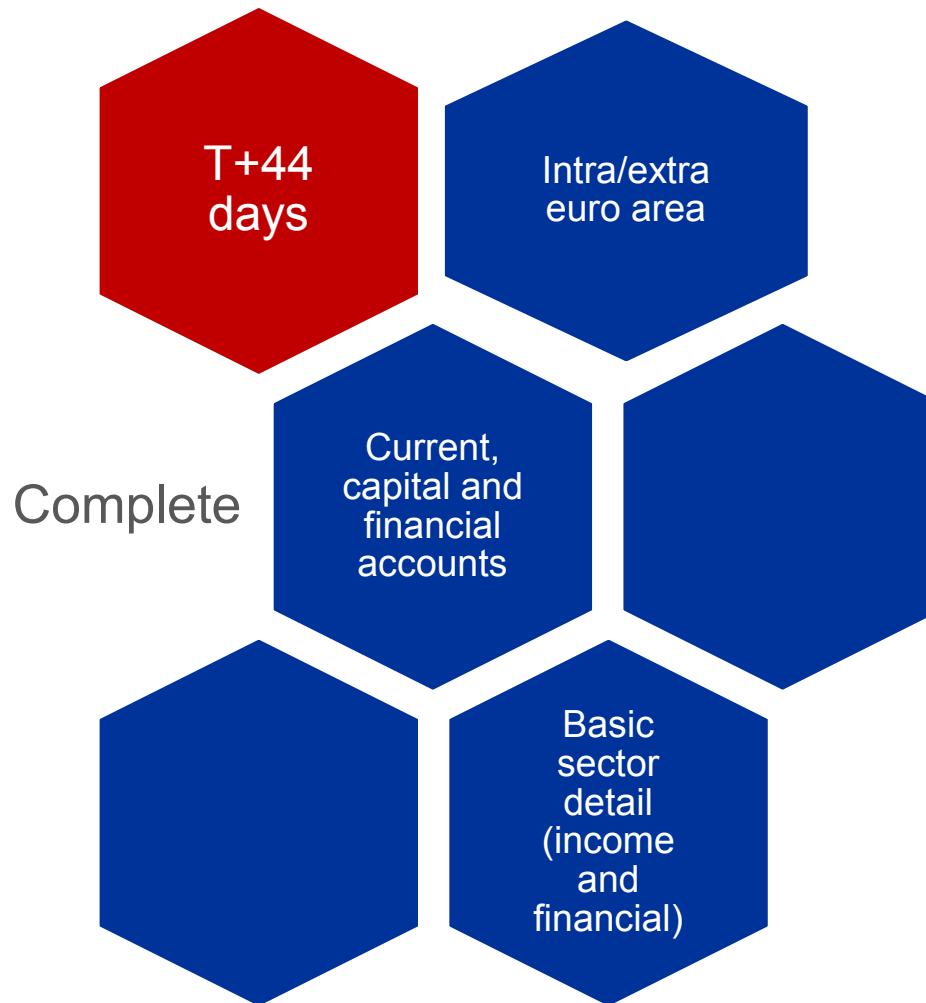 T+44
days
Intra/extra
euro area
Complete
Current,
capital and
financial
accounts
Basic
sector
detail
(income
and
financial)